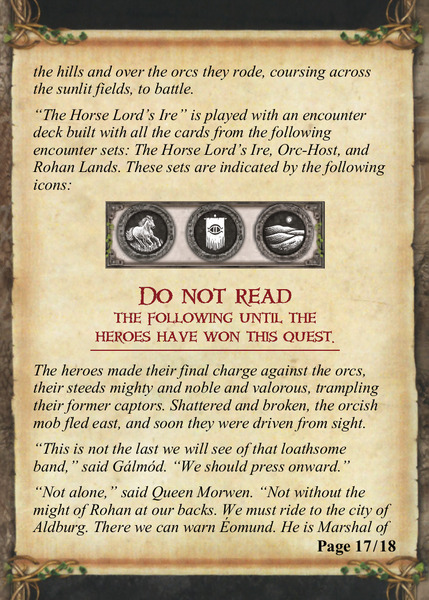 the hills and over the orcs they rode, coursing across
the sunlit fields, to battle.
“The Horse Lord’s Ire” is played with an encounter
deck built with all the cards from the following
encounter sets: The Horse Lord’s Ire, Orc-Host, and
Rohan Lands. These sets are indicated by the following
icons:
Do not read
the following until the
heroes have won this quest.
The heroes made their final charge against the orcs,
their steeds mighty and noble and valorous, trampling
their former captors. Shattered and broken, the orcish
mob fled east, and soon they were driven from sight.
“This is not the last we will see of that loathsome
band,” said Gálmód. “We should press onward.”
“Not alone,” said Queen Morwen. “Not without the
might of Rohan at our backs. We must ride to the city of
Aldburg. There we can warn Éomund. He is Marshal of
Page 17/18